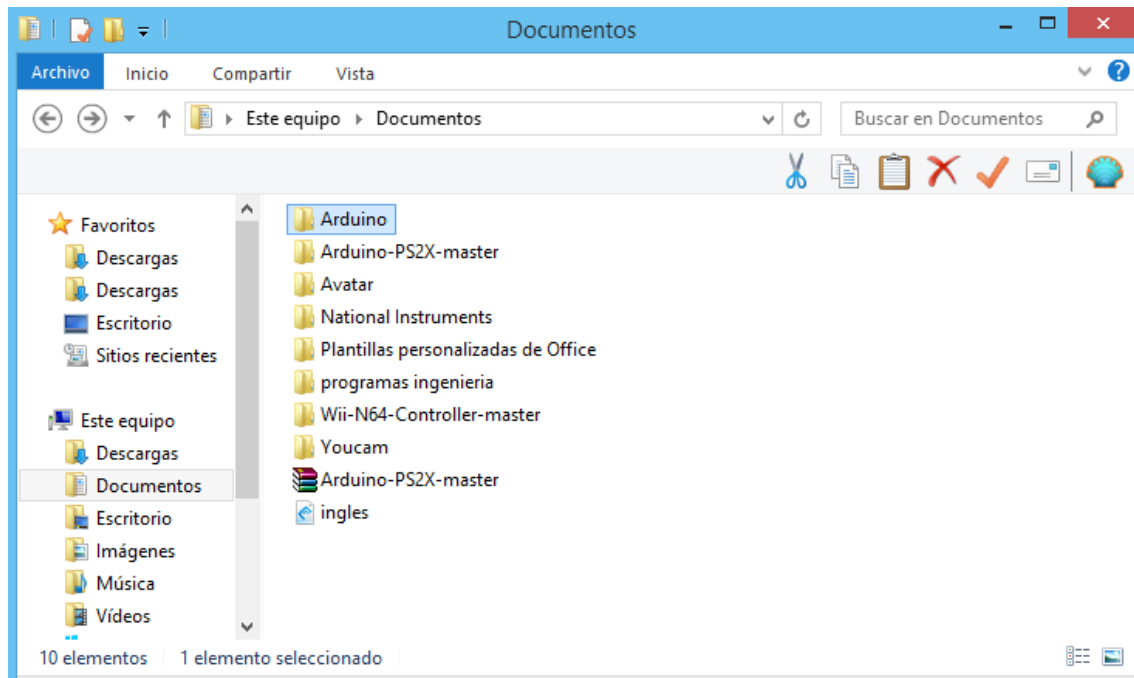 Documentos
Archivo Inicio Compartir Vista
Este equipo Documentos Buscar en Documentos
Favoritos
Descargas
Descargas
Escritorio
Sitios recientes
Este equipo
Descargas
Documentos
Escritorio
Imágenes
Música
Vídeos
Arduino
Arduino-PS2X-master
Avatar
National Instruments
Plantillas personalizadas de Office
programas ingenieria
Wii-N64-Controller-master
Youcam
Arduino-PS2X-master
ingles
10 elementos 1 elemento seleccionado